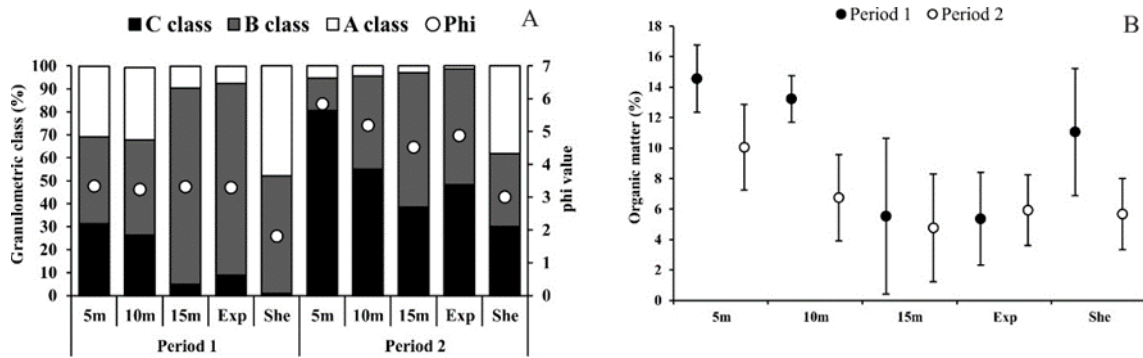 C class B class A class Phi
A
Granulometric class (%)
100
90
80
70
60
50
40
30
20
10
0
7
6
5
4
3
2
1
0
phi value
5m 10m 15m Exp She 5m 10m 15m Exp She
Period 1 Period 2
Period 1 Period 2
B
Organic matter (%)
18
16
14
12
10
8
6
4
2
0
5m 10m 15m Exp She